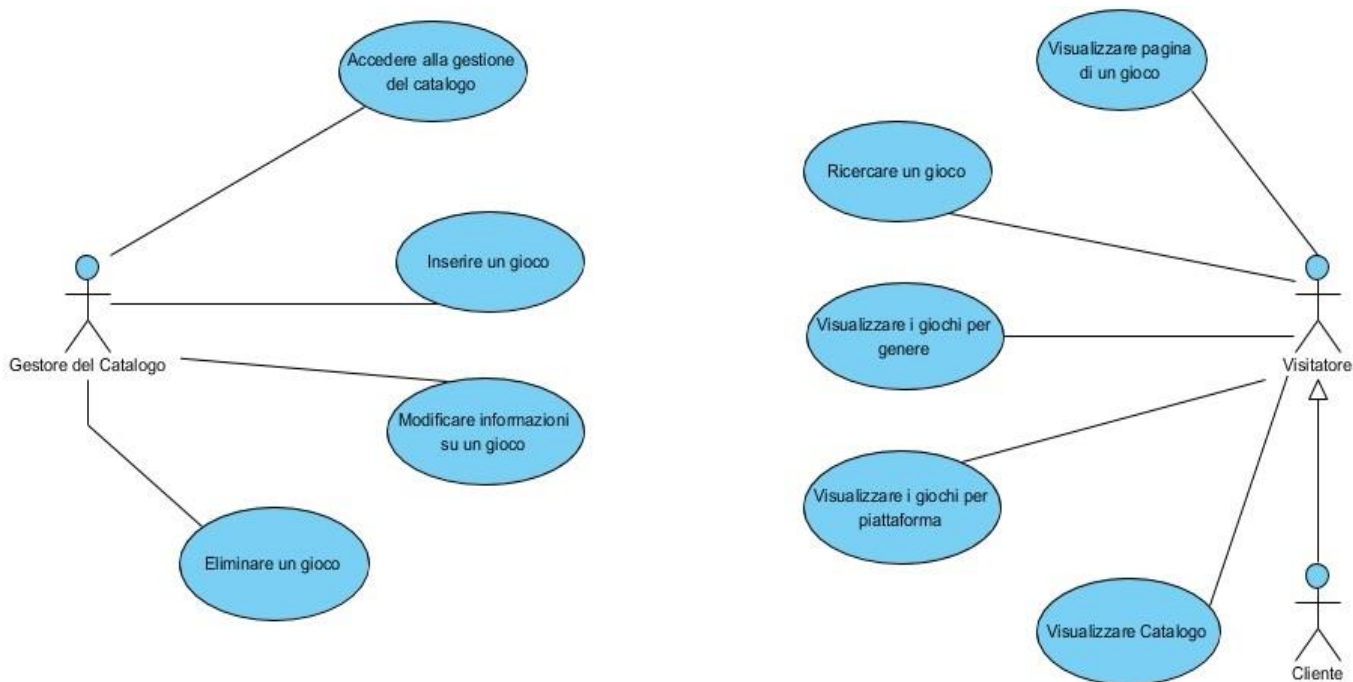 Accedere alla gestione
del catalogo
Inserire un gioco
Gestore del Catalogo
Modificare informazioni
su un gioco
Eliminare un gioco
Visualizzare pagina
di un gioco
Ricercare un gioco
Visualizzare i giochi per
genere
Visitatore
Visualizzare i giochi per
piattaforma
Visualizzare Catalogo
Cliente